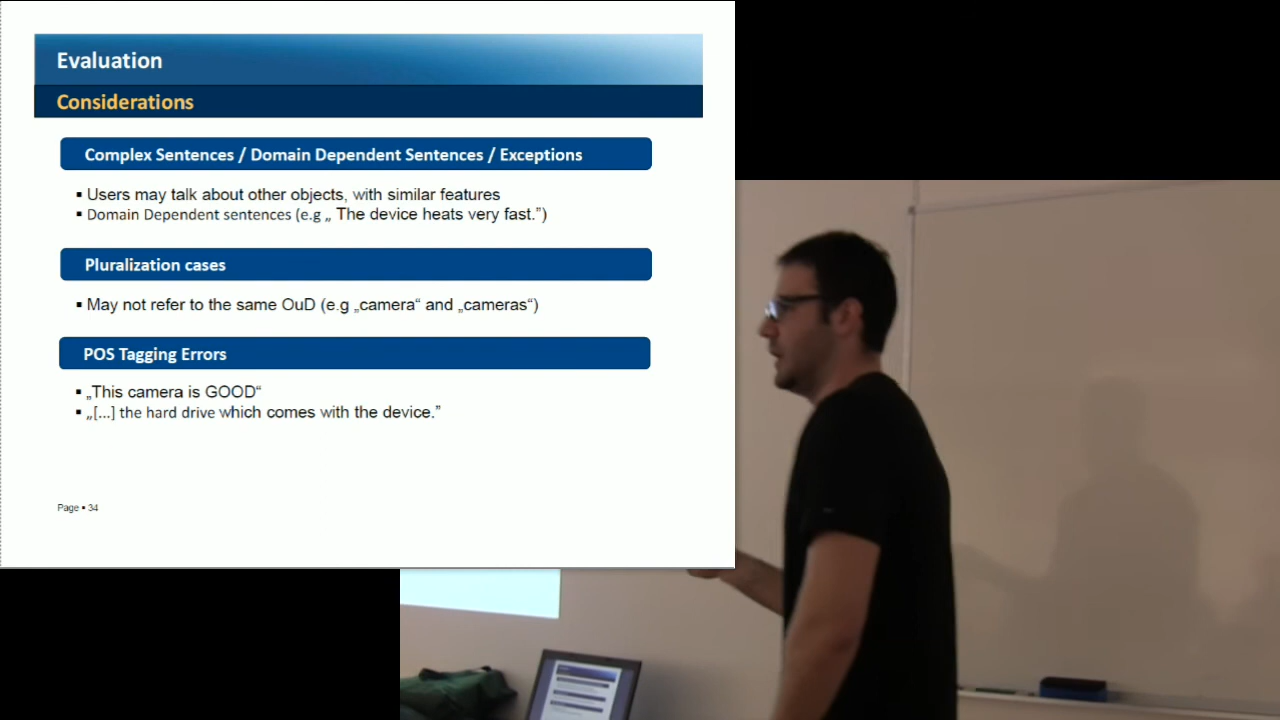 Evaluation
Considerations
Complex Sentences / Domain Dependent Sentences / Exceptions
▪ Users may talk about other objects, with similar features
▪ Domain Dependent sentences (e.g „ The device heats very fast.”)
Pluralization cases
▪ May not refer to the same OuD (e.g „camera“ and „cameras“)
POS Tagging Errors
▪ „This camera is GOOD“
▪ „[...] the hard drive which comes with the device.”
Page ▪ 34